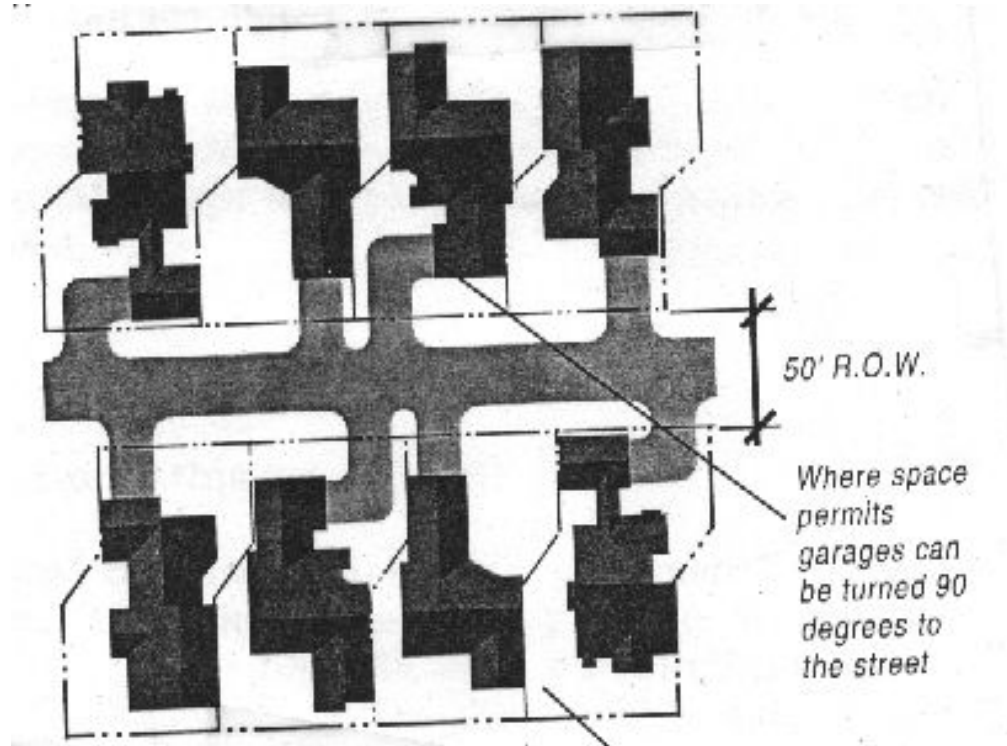 50' R.O.W.
Where space
permits
garages can
be turned 90
degrees to
the street